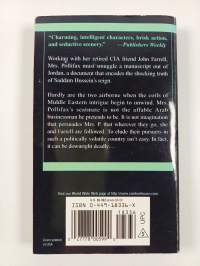 "Charming, intelligent characters, brisk action,
and seductive scenery."
—Publishers Weekly
Working with her retired CIA friend John Farrell,
Mrs. Pollifax must smuggle a manuscript out of
Jordan, a document that encodes the shocking truth
of Saddam Hussein's reign.
Hardly are the two airborne when the coils of
Middle Eastern intrigue begin to unwind. Mrs.
Pollifax's seatmate is not the affable Arab
businessman he pretends to be. It is not imagination
that persuades Mrs. P that wherever they go, she
and Farrell are followed. To elude their pursuers in
such a politically volatile country isn't easy. In fact,
it can be downright deadly. . . .
Visit our World Wide Web page at http://www.randomhouse.com
ISBN 0-449-18336-X
18336
UPC